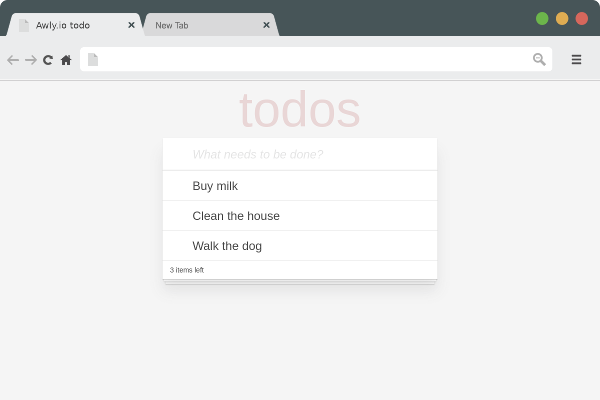 Awly.io todo
New Tab
todos
What needs to be done?
Buy milk
Clean the house
Walk the dog
3 items left